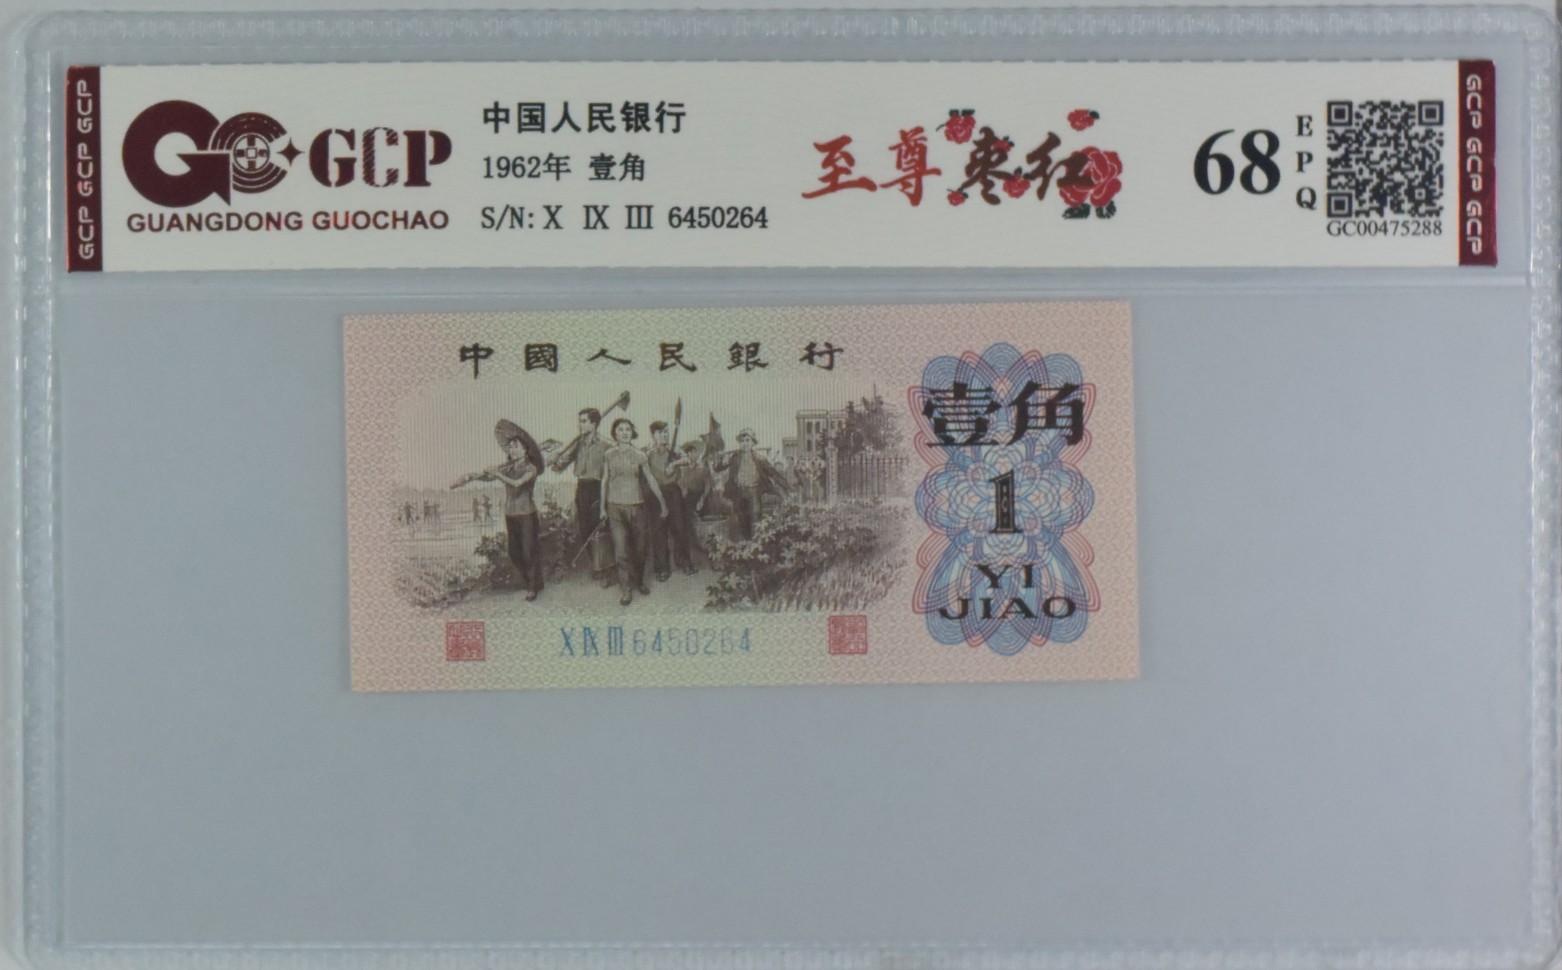 GCP GCP GCP
GCP
GUANGDONG GUOCHAO
中国人民银行
1962年 壹角
S/N: X IX III 6450264
至尊枣红
68
EPQ
GC00475288
GCP GCP GCP
中國人民銀行
壹角
1
YI
JIAO
X IX III 6450264